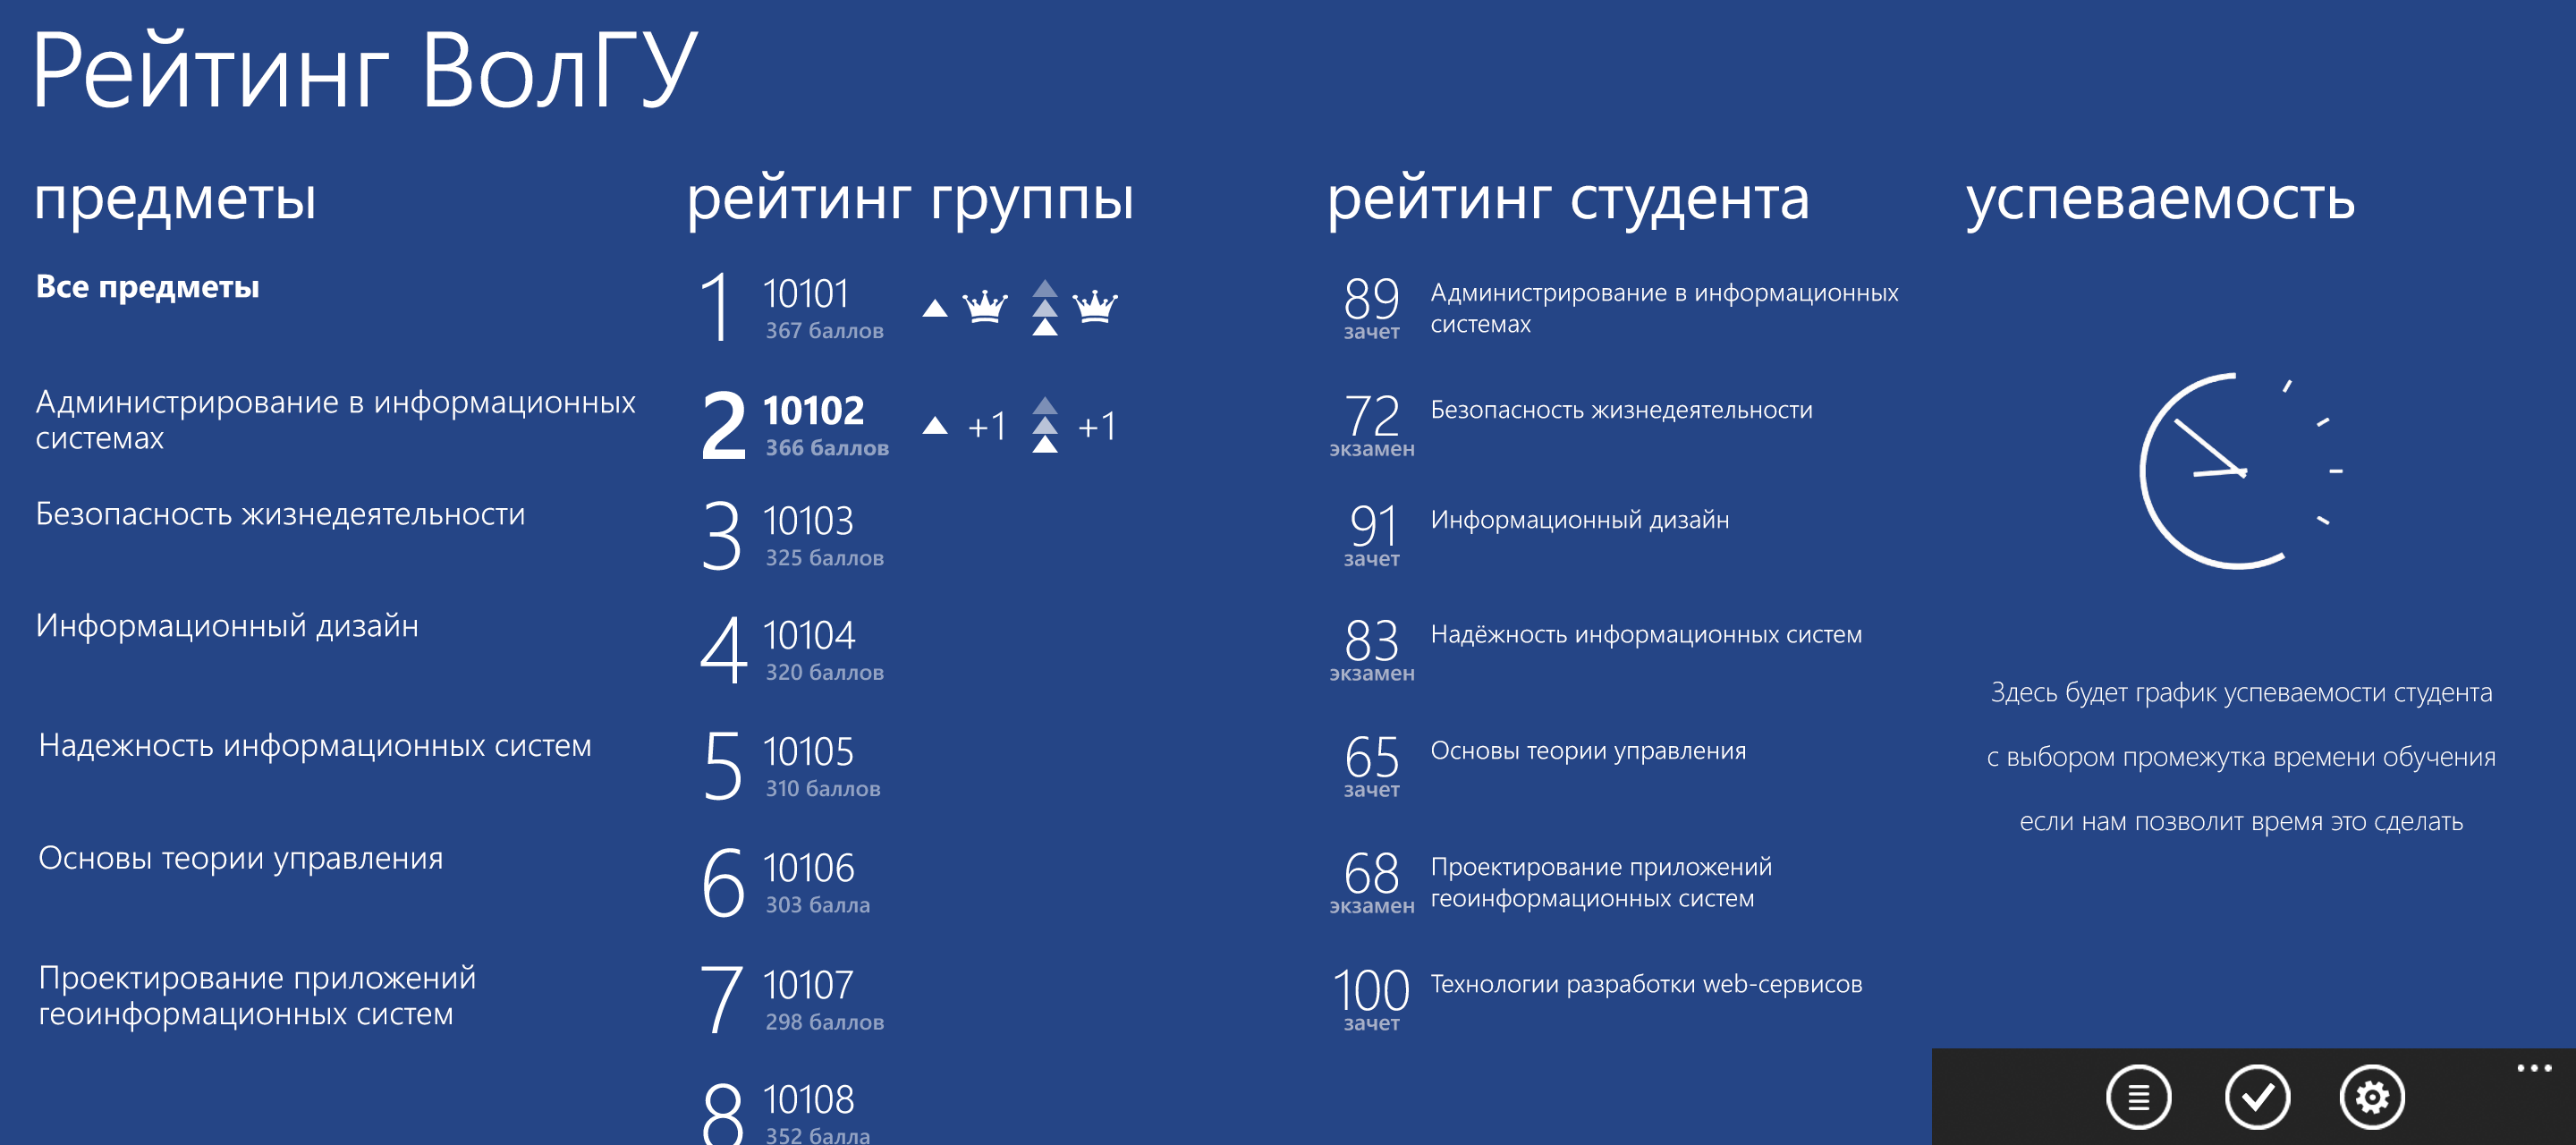 Рейтинг ВолГУ
предметы
Все предметы
Администрирование в информационных
системах
Безопасность жизнедеятельности
Информационный дизайн
Надежность информационных систем
Основы теории управления
Проектирование приложений
геоинформационных систем
рейтинг группы
1 10101
367 баллов
2 10102 +1 +1
366 баллов
3 10103
325 баллов
4 10104
320 баллов
5 10105
310 баллов
6 10106
303 балла
7 10107
298 баллов
8 10108
352 балла
рейтинг студента
89 Администрирование в информационных
зачет системах
72 Безопасность жизнедеятельности
экзамен
91 Информационный дизайн
зачет
83 Надёжность информационных систем
экзамен
65 Основы теории управления
зачет
68 Проектирование приложений
экзамен геоинформационных систем
100 Технологии разработки web-сервисов
зачет
успеваемость
Здесь будет график успеваемости студента
с выбором промежутка времени обучения
если нам позволит время это сделать